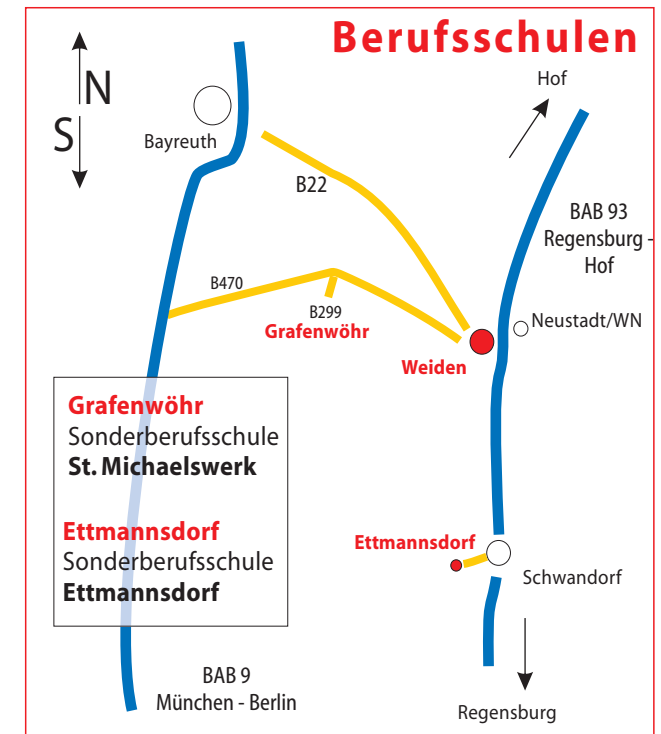 Berufsschulen
N
S
Hof
Bayreuth
B22
BAB 93
Regensburg -
Hof
B470
B299
Grafenwöhr
Neustadt/WN
Weiden
Grafenwöhr
Sonderberufsschule
St. Michaelswerk
Ettmannsdorf
Sonderberufsschule
Ettmannsdorf
Ettmannsdorf
Schwandorf
BAB 9
München - Berlin
Regensburg